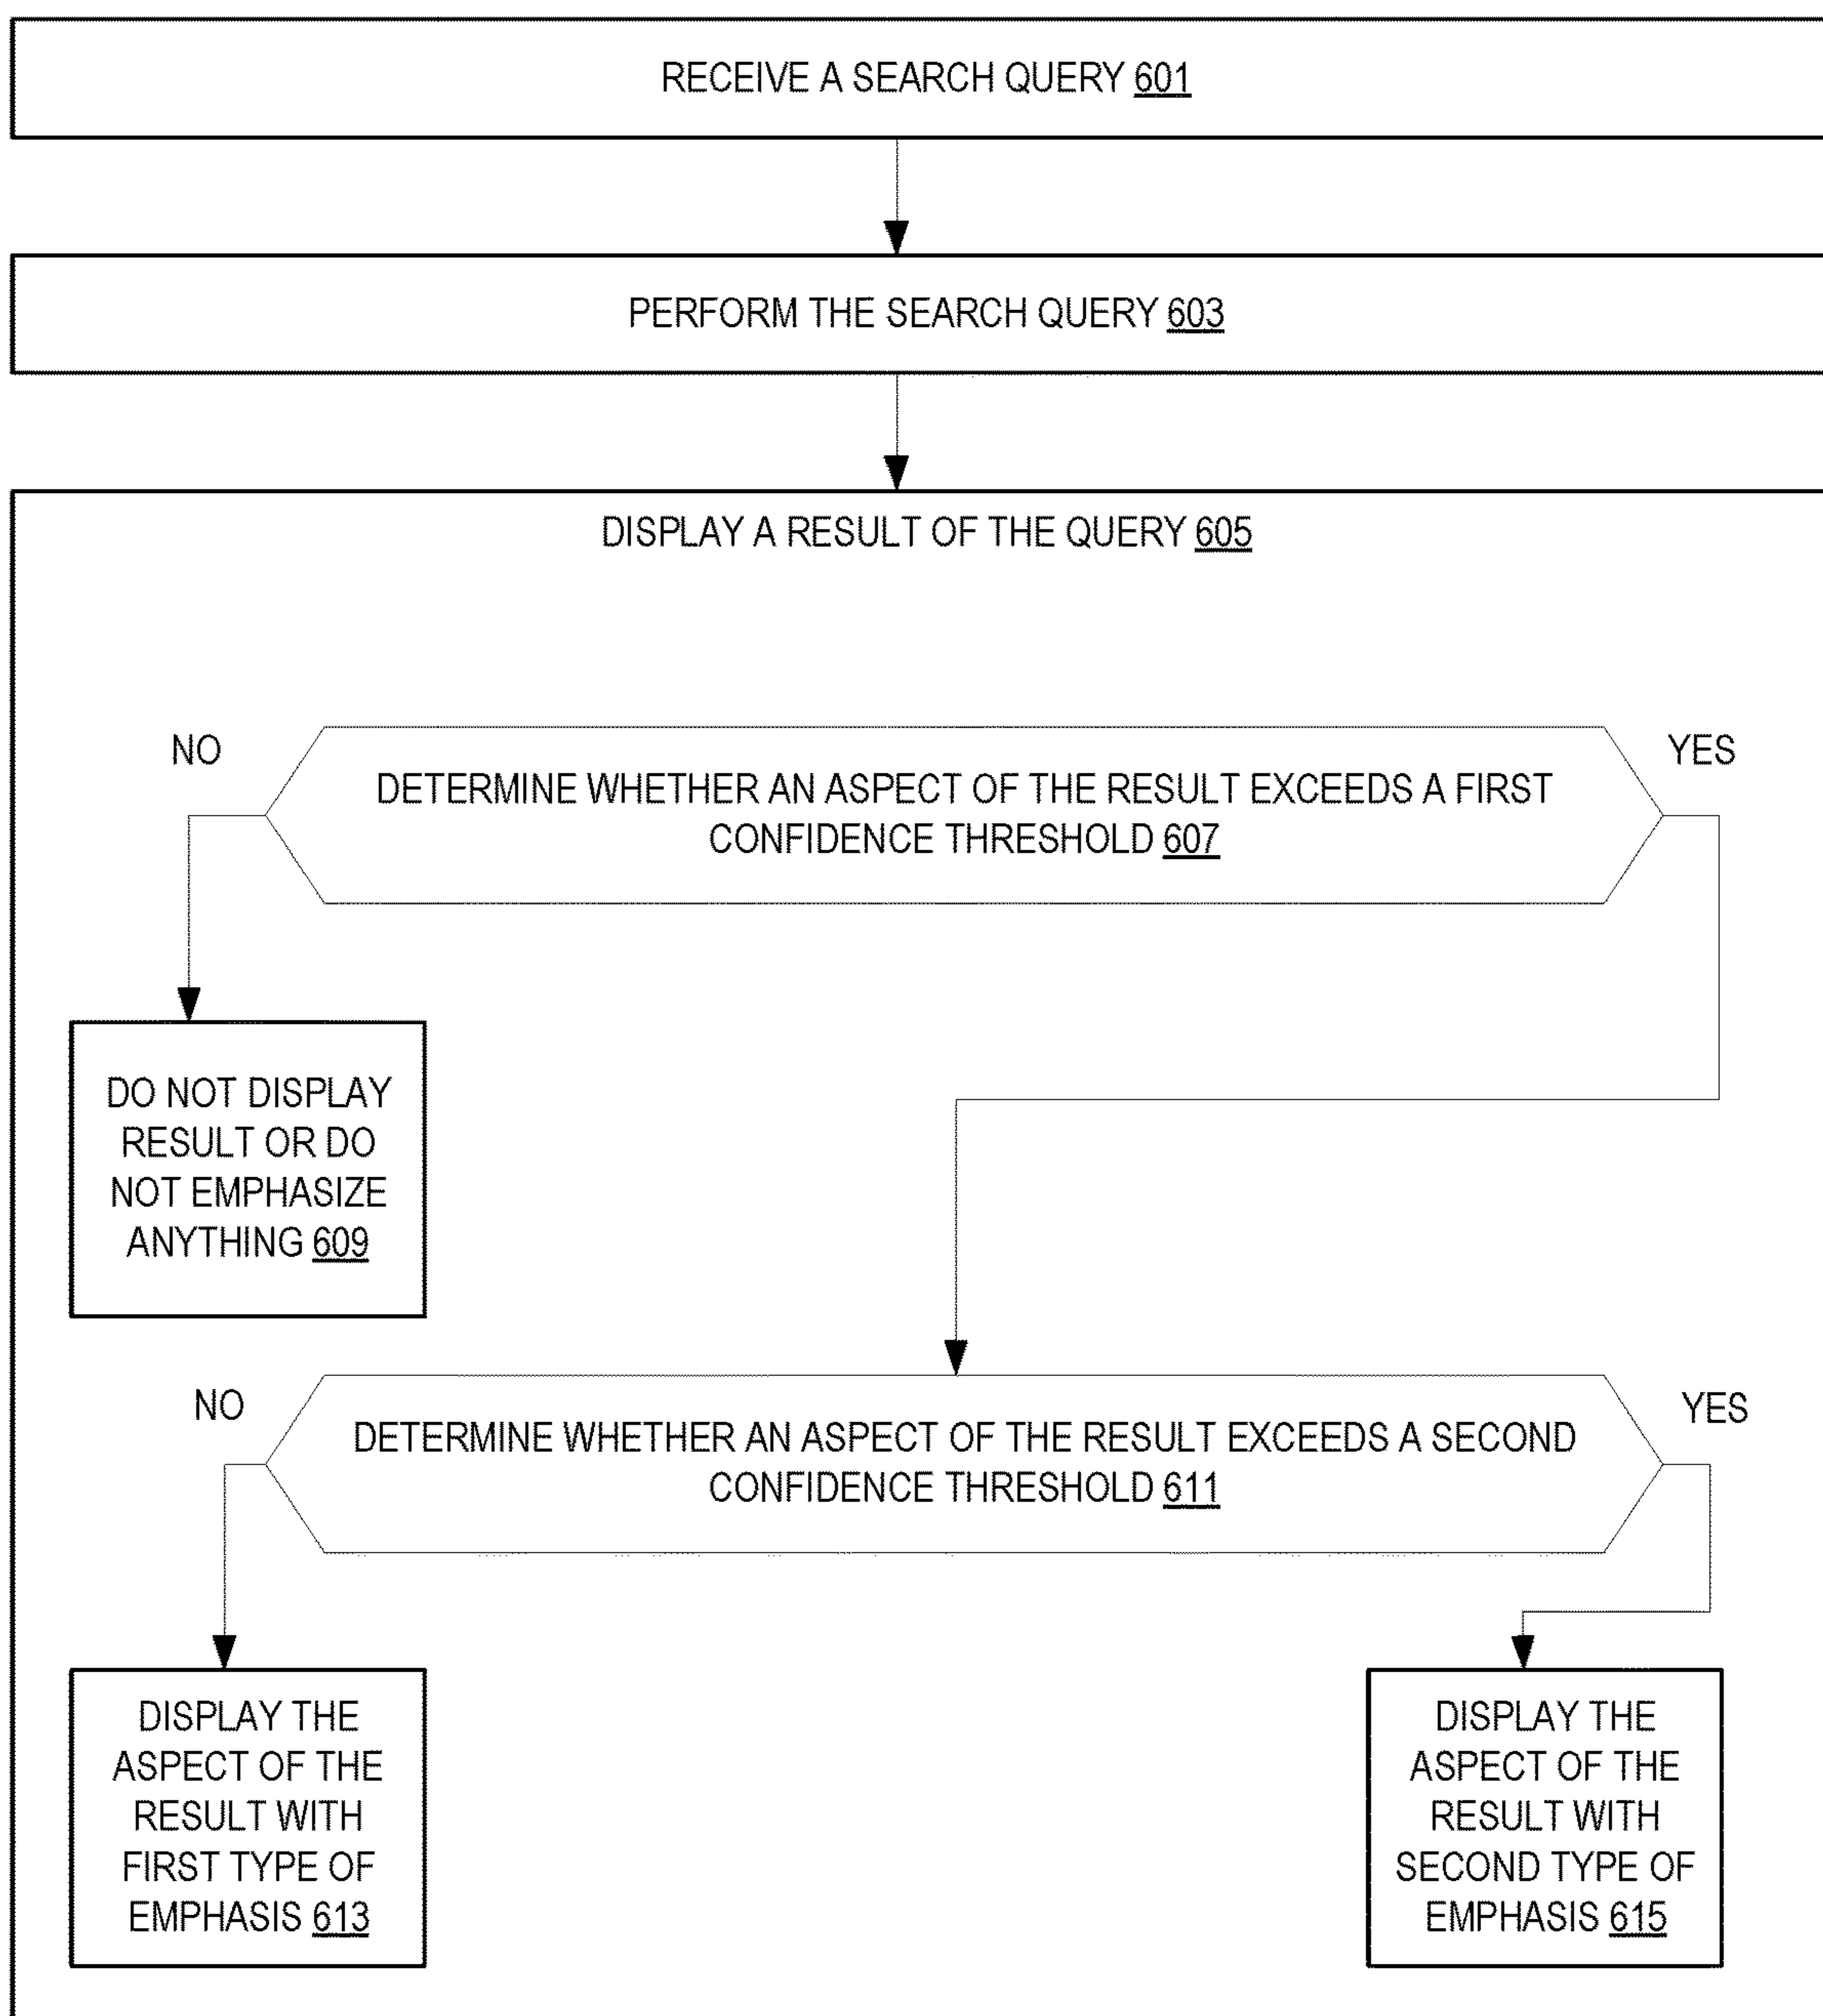 RECEIVE A SEARCH QUERY 601
PERFORM THE SEARCH QUERY 603
DISPLAY A RESULT OF THE QUERY 605
NO
YES
DETERMINE WHETHER AN ASPECT OF THE RESULT EXCEEDS A FIRST
CONFIDENCE THRESHOLD 607
DO NOT DISPLAY
RESULT OR DO
NOT EMPHASIZE
ANYTHING 609
NO
YES
DETERMINE WHETHER AN ASPECT OF THE RESULT EXCEEDS A SECOND
CONFIDENCE THRESHOLD 611
DISPLAY THE
ASPECT OF THE
RESULT WITH
FIRST TYPE OF
EMPHASIS 613
DISPLAY THE
ASPECT OF THE
RESULT WITH
SECOND TYPE OF
EMPHASIS 615